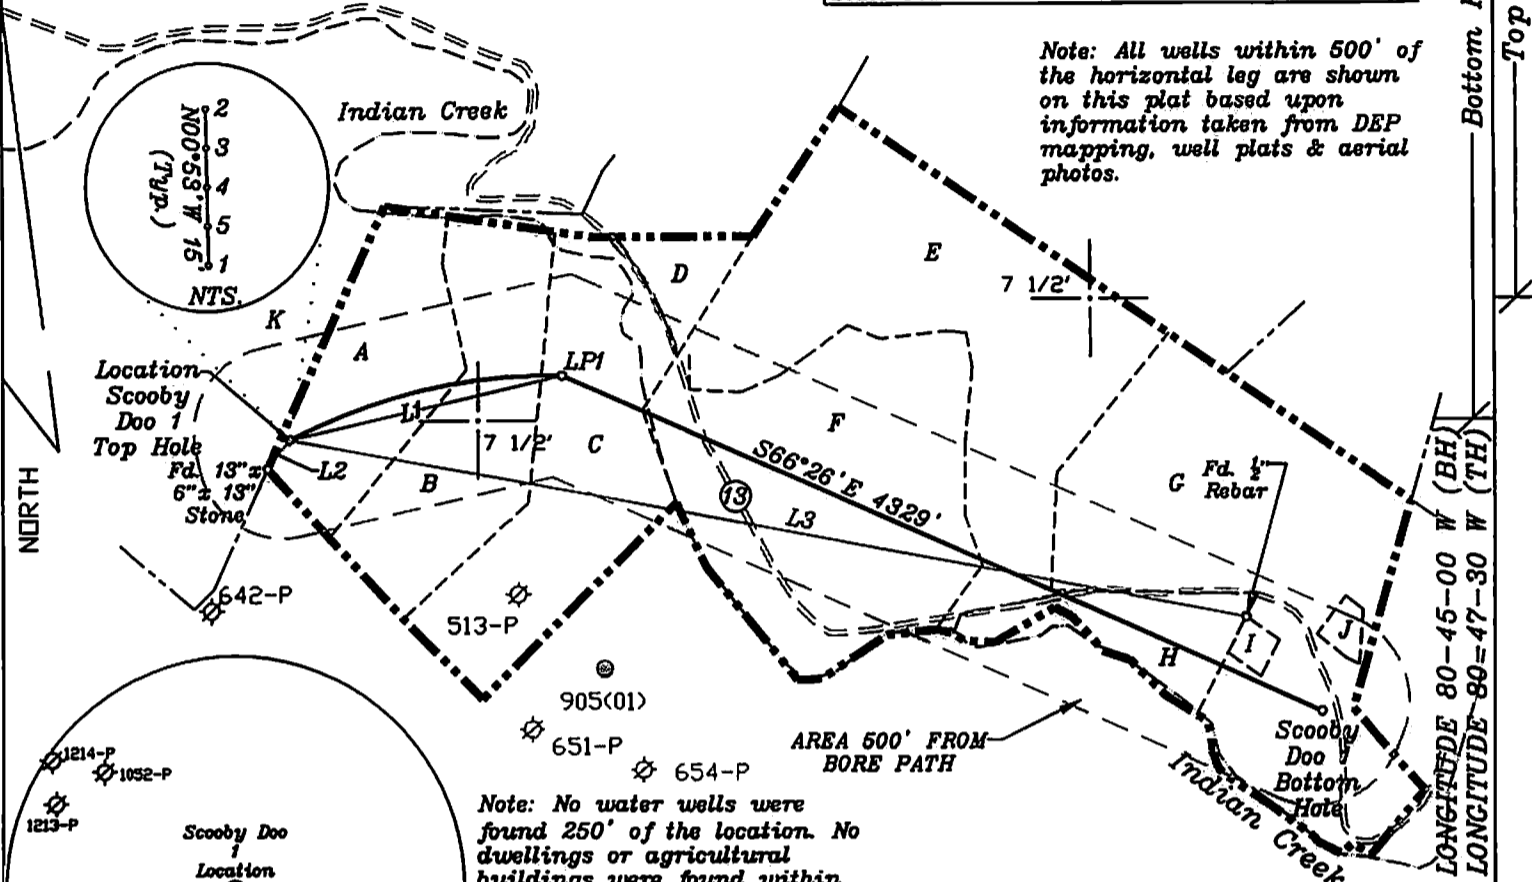 Note: All wells within 500' of
the horizontal leg are shown
on this plat based upon
information taken from DEP
mapping, well plats & aerial
photos.
Bottom
Top
Indian Creek
2
3
4
5
1
N00°53'W 15'
(Typ.)
NTS.
K
A
D
E
7 1/2'
Location
Scooby
Doo 1
Top Hole
LP1
L1
7 1/2'
C
F
L2
B
Fd. 13"x
6"x 13"
Stone
S66°26'E 4329'
13
L3
G
Fd. 1/2"
Rebar
NORTH
642-P
513-P
I
J
H
905(01)
651-P
654-P
AREA 500' FROM
BORE PATH
Scooby
Doo
Bottom
Hole
Indian Creek
LONGITUDE 80-45-00 W (BH)
LONGITUDE 80=47-30 W (TH)
1214-P
1052-P
1213-P
Scooby Doo
1
Location
Note: No water wells were
found 250' of the location. No
dwellings or agricultural
buildings were found within